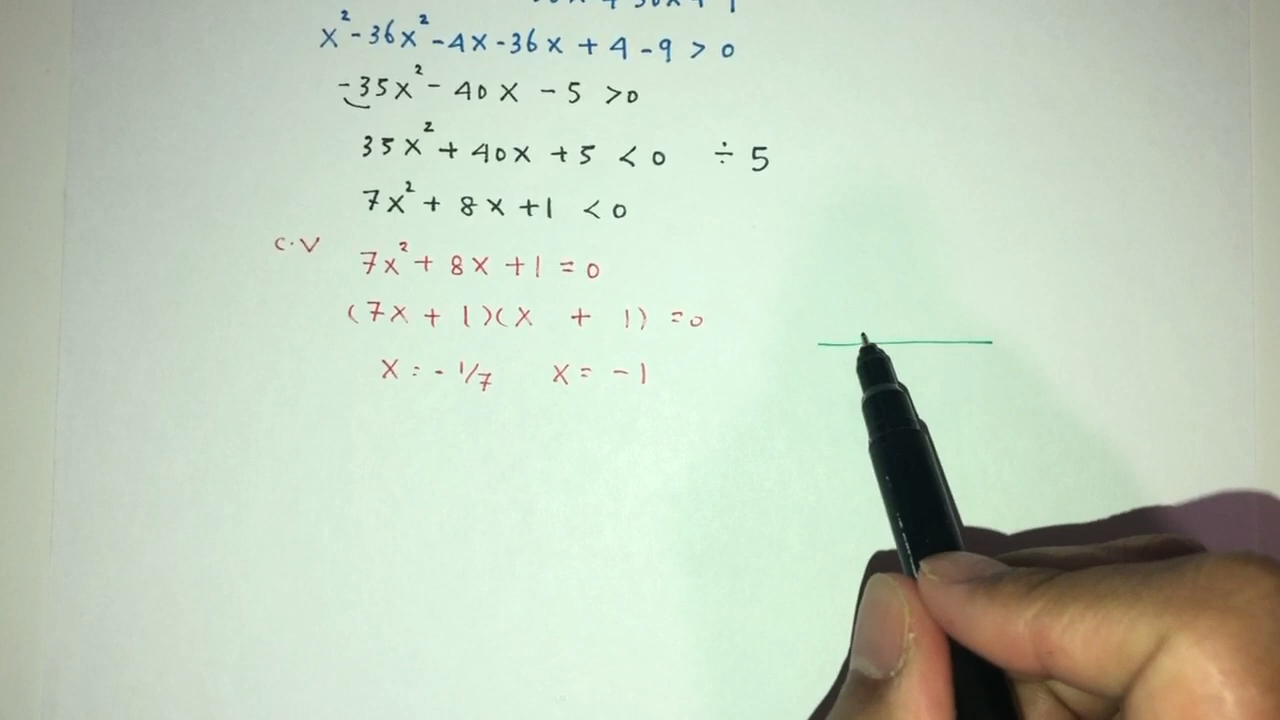 x² - 36x² - 4x - 36x + 4 - 9 > 0
-35x² - 40x - 5 > 0
35x² + 40x + 5 < 0 ÷ 5
7x² + 8x + 1 < 0
C.V 7x² + 8x + 1 = 0
(7x + 1)(x + 1) = 0
x = - 1/7 x = - 1